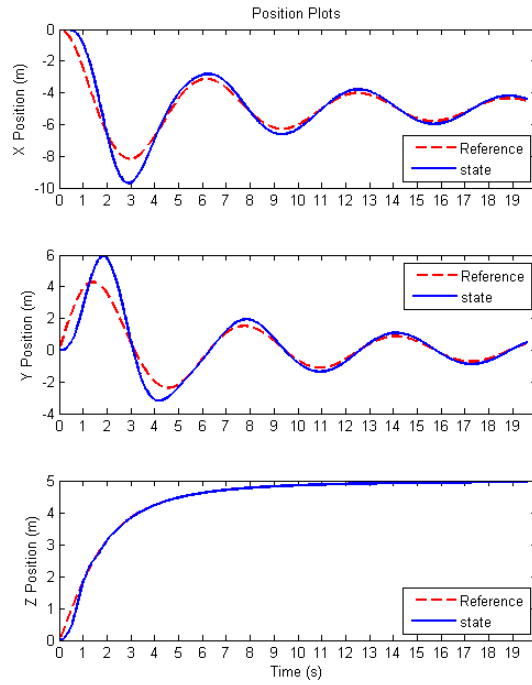 Position Plots
X Position (m)
0
-2
-4
-6
-8
-10
Reference
state
0 1 2 3 4 5 6 7 8 9 10 11 12 13 14 15 16 17 18 19
Y Position (m)
6
4
2
0
-2
-4
Reference
state
0 1 2 3 4 5 6 7 8 9 10 11 12 13 14 15 16 17 18 19
Z Position (m)
5
4
3
2
1
0
Reference
state
0 1 2 3 4 5 6 7 8 9 10 11 12 13 14 15 16 17 18 19
Time (s)